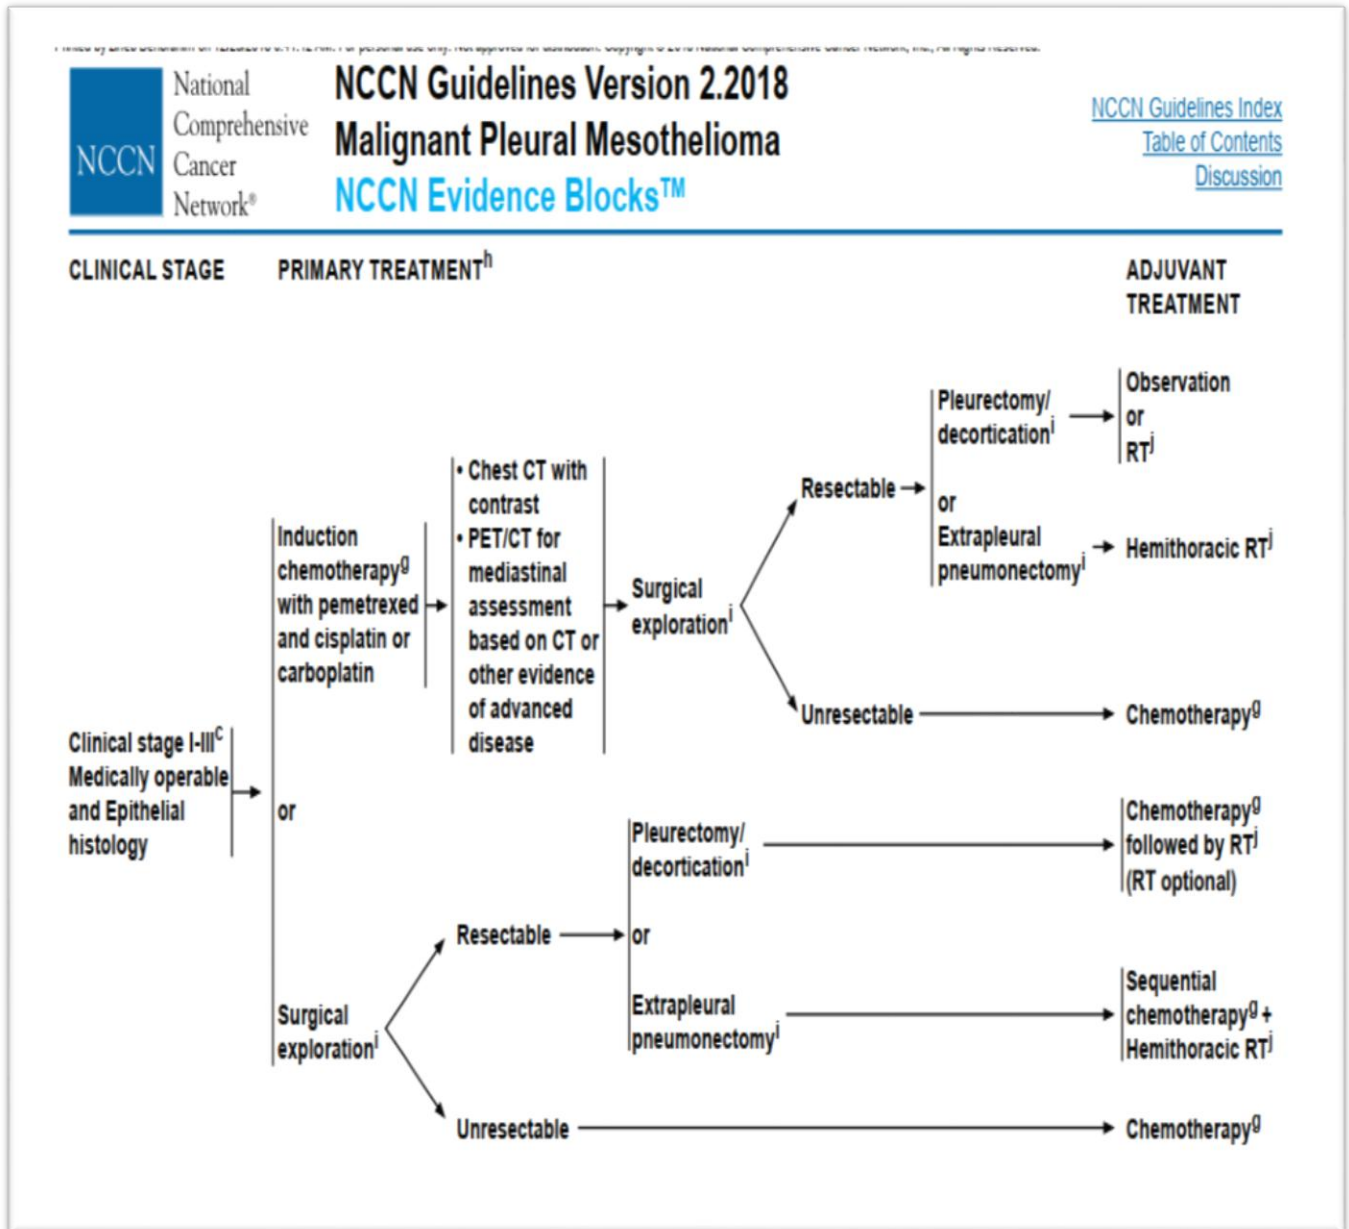 NCCN
National
Comprehensive
Cancer
Network®
NCCN Guidelines Version 2.2018
Malignant Pleural Mesothelioma
NCCN Evidence Blocks™
NCCN Guidelines Index
Table of Contents
Discussion
CLINICAL STAGE
PRIMARY TREATMENTh
ADJUVANT
TREATMENT
Clinical stage I-IIIc
Medically operable
and Epithelial
histology
Induction
chemotherapyg
with pemetrexed
and cisplatin or
carboplatin
• Chest CT with
contrast
• PET/CT for
mediastinal
assessment
based on CT or
other evidence
of advanced
disease
Surgical
explorationi
Resectable
Pleurectomy/
decorticationi
or
Extrapleural
pneumonectomyi
Observation
or
RTj
Hemithoracic RTj
Unresectable
Chemotherapyg
or
Surgical
explorationi
Resectable
Pleurectomy/
decorticationi
or
Extrapleural
pneumonectomyi
Chemotherapyg
followed by RTj
(RT optional)
Sequential
chemotherapyg +
Hemithoracic RTj
Unresectable
Chemotherapyg